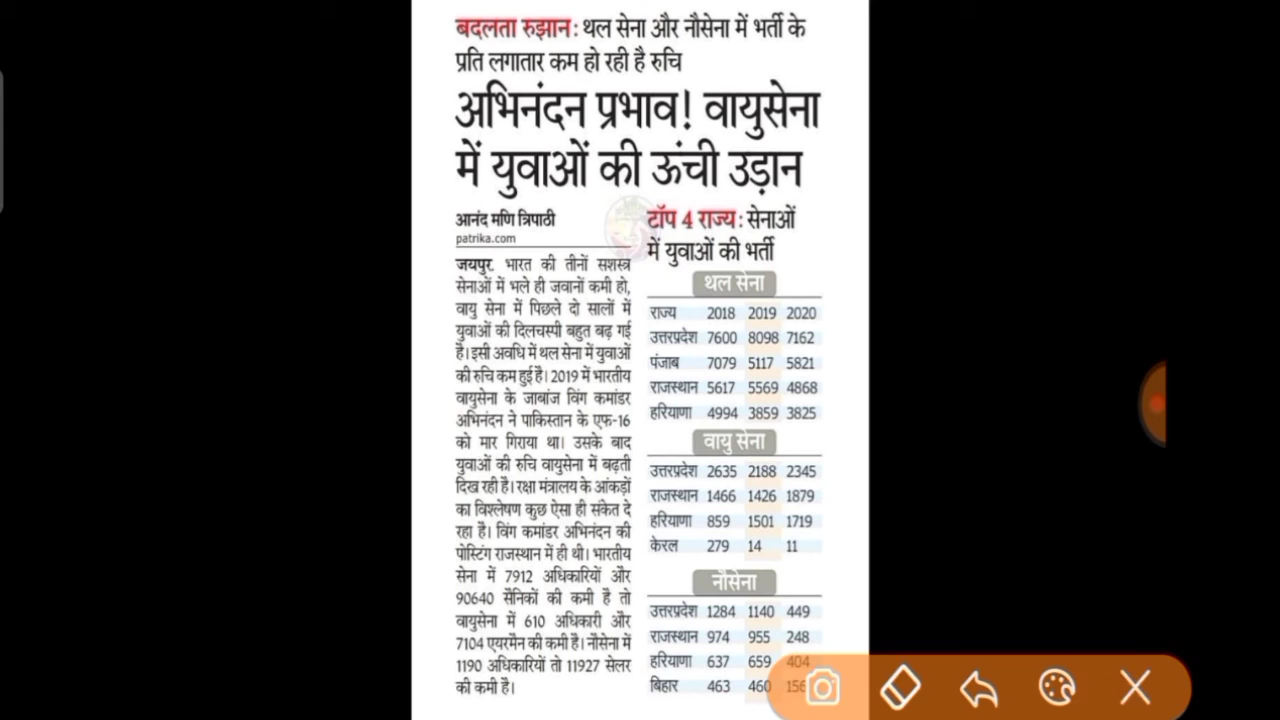 बदलता रुझान: थल सेना और नौसेना में भर्ती के
प्रति लगातार कम हो रही है रुचि
अभिनंदन प्रभाव! वायुसेना
में युवाओं की ऊंची उड़ान
आनंद मणि त्रिपाठी
patrika.com
जयपुर. भारत की तीनों सशस्त्र
सेनाओं में भले ही जवानों कमी हो,
वायु सेना में पिछले दो सालों में
युवाओं की दिलचस्पी बहुत बढ़ गई
है। इसी अवधि में थल सेना में युवाओं
की रुचि कम हुई है। 2019 में भारतीय
वायुसेना के जाबांज विंग कमांडर
अभिनंदन ने पाकिस्तान के एफ-16
को मार गिराया था। उसके बाद
युवाओं की रुचि वायुसेना में बढ़ती
दिख रही है। रक्षा मंत्रालय के आंकड़ों
का विश्लेषण कुछ ऐसा ही संकेत दे
रहा है। विंग कमांडर अभिनंदन की
पोस्टिंग राजस्थान में ही थी। भारतीय
सेना में 7912 अधिकारियों और
90640 सैनिकों की कमी है तो
वायुसेना में 610 अधिकारी और
7104 एयरमैन की कमी है। नौसेना में
1190 अधिकारियों तो 11927 सेलर
की कमी है।
टॉप 4 राज्य: सेनाओं
में युवाओं की भर्ती
थल सेना
राज्य 2018 2019 2020
उत्तरप्रदेश 7600 8098 7162
पंजाब 7079 5117 5821
राजस्थान 5617 5569 4868
हरियाणा 4994 3859 3825
वायु सेना
उत्तरप्रदेश 2635 2188 2345
राजस्थान 1466 1426 1879
हरियाणा 859 1501 1719
केरल 279 14 11
नौसेना
उत्तरप्रदेश 1284 1140 449
राजस्थान 974 955 248
हरियाणा 637 659 404
बिहार 463 460